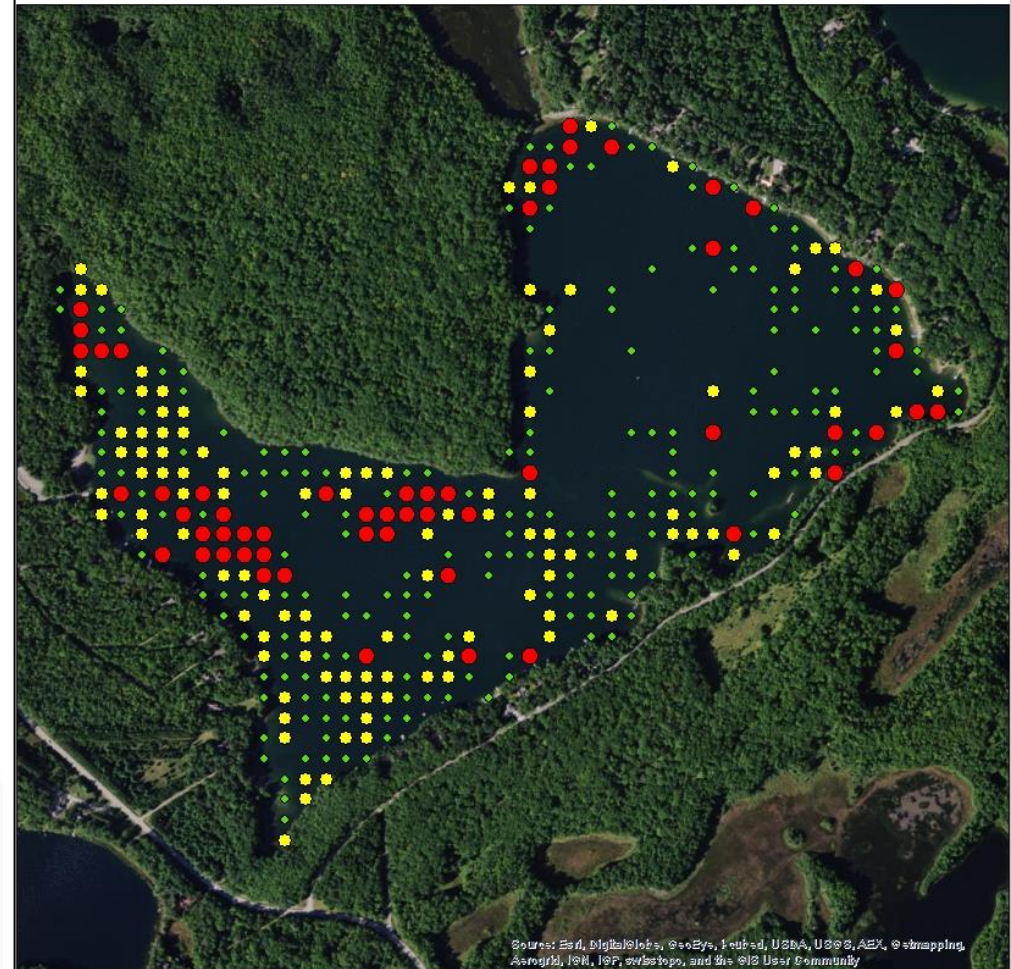 Source: Esri, DigitalGlobe, GeoEye, i-cubed, USDA, USGS, AEX, Getmapping,
Aerogrid, IGN, IGP, swisstopo, and the GIS User Community